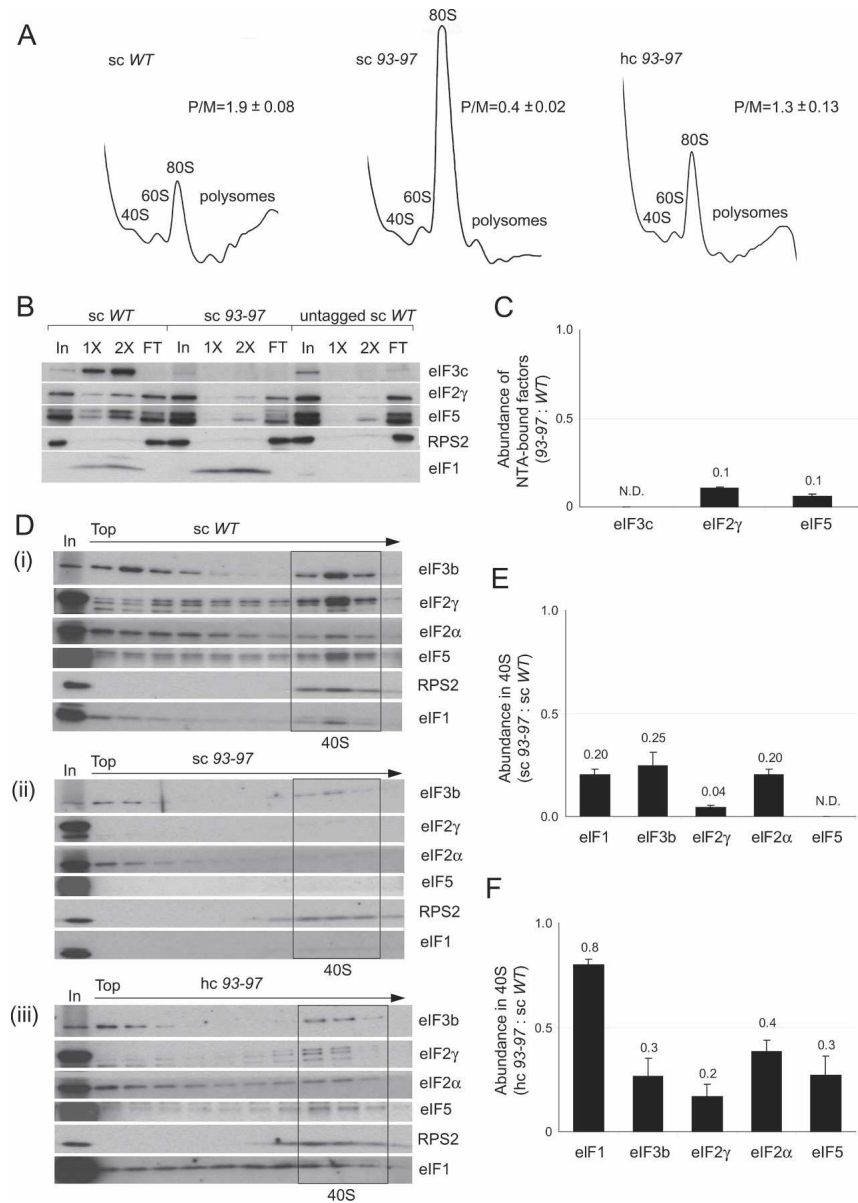 A
sc WT
P/M=1.9 ± 0.08
40S
60S
80S
polysomes
sc 93-97
P/M=0.4 ± 0.02
40S
60S
80S
polysomes
hc 93-97
P/M=1.3 ± 0.13
40S
60S
80S
polysomes
B
sc WT sc 93-97 untagged sc WT
In 1X 2X FT In 1X 2X FT In 1X 2X FT
eIF3c
eIF2γ
eIF5
RPS2
eIF1
C
Abundance of
NTA-bound factors
(93-97 : WT)
1.0
0.5
0
N.D.
0.1
0.1
eIF3c eIF2γ eIF5
D
(i)
In Top sc WT
eIF3b
eIF2γ
eIF2α
eIF5
RPS2
eIF1
40S
(ii)
In Top sc 93-97
eIF3b
eIF2γ
eIF2α
eIF5
RPS2
eIF1
40S
(iii)
In Top hc 93-97
eIF3b
eIF2γ
eIF2α
eIF5
RPS2
eIF1
40S
E
Abundance in 40S
(sc 93-97 : sc WT)
1.0
0.5
0.0
0.20
0.25
0.04
0.20
N.D.
eIF1 eIF3b eIF2γ eIF2α eIF5
F
Abundance in 40S
(hc 93-97 : sc WT)
1.0
0.5
0.0
0.8
0.3
0.2
0.4
0.3
eIF1 eIF3b eIF2γ eIF2α eIF5